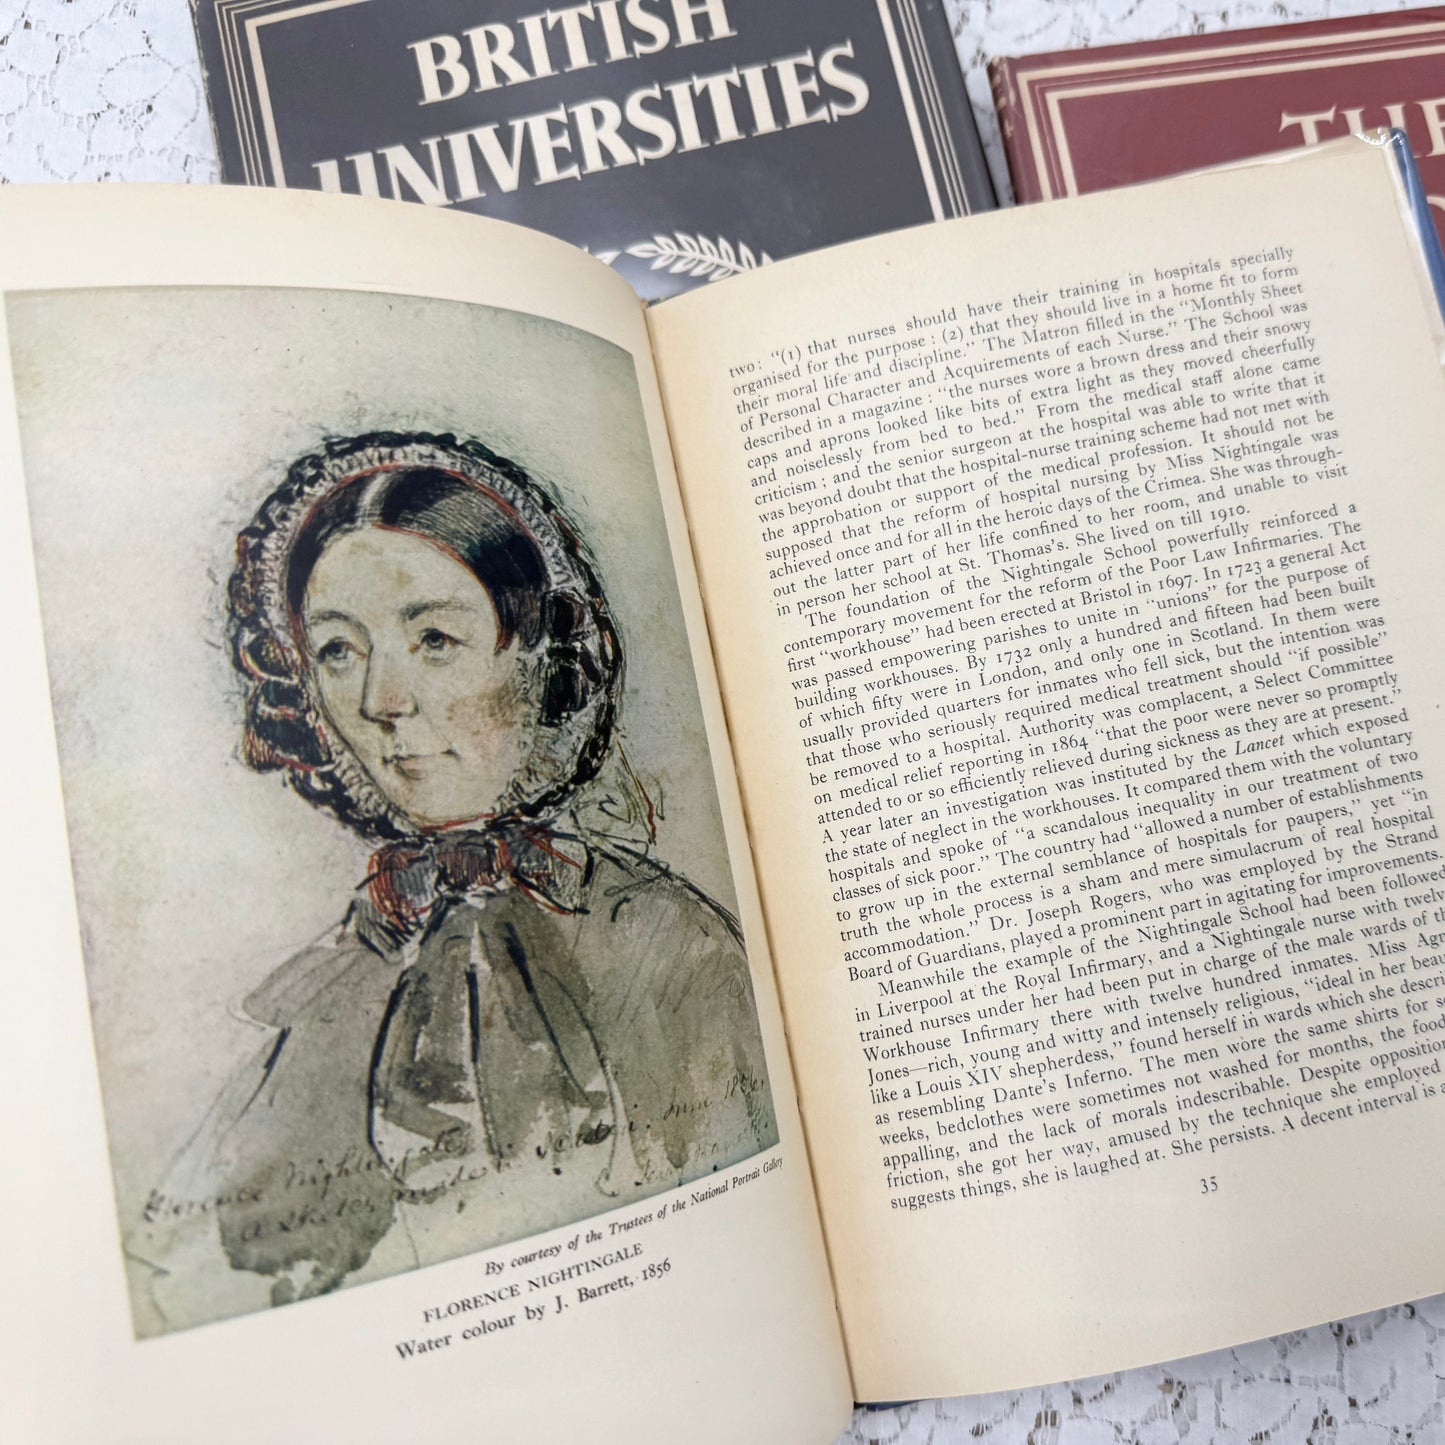 BRITISH
UNIVERSITIES
THE
Florence Nightingale
June 1856.
By courtesy of the Trustees of the National Portrait Gallery
FLORENCE NIGHTINGALE
Water colour by J. Barrett, 1856
two: "(1) that nurses should have their training in hospitals specially
organised for the purpose: (2) that they should live in a home fit to form
their moral life and discipline." The Matron filled in the "Monthly Sheet
of Personal Character and Acquirements of each Nurse." The School was
described in a magazine: "the nurses wore a brown dress and their snowy
caps and aprons looked like bits of extra light as they moved cheerfully
and noiselessly from bed to bed." From the medical staff alone came
criticism; and the senior surgeon at the hospital was able to write that it
was beyond doubt that the hospital-nurse training scheme had not met with
the approbation or support of the medical profession. It should not be
supposed that the reform of hospital nursing by Miss Nightingale was
achieved once and for all in the heroic days of the Crimea. She was through-
out the latter part of her life confined to her room, and unable to visit
in person her school at St. Thomas's. She lived on till 1910.
The foundation of the Nightingale School powerfully reinforced a
contemporary movement for the reform of the Poor Law Infirmaries. The
first "workhouse" had been erected at Bristol in 1697. In 1723 a general Act
was passed empowering parishes to unite in "unions" for the purpose of
building workhouses. By 1732 only a hundred and fifteen had been built
of which fifty were in London, and only one in Scotland. In them were
usually provided quarters for inmates who fell sick, but the intention was
that those who seriously required medical treatment should "if possible"
be removed to a hospital. Authority was complacent, a Select Committee
on medical relief reporting in 1864 "that the poor were never so promptly
attended to or so efficiently relieved during sickness as they are at present."
A year later an investigation was instituted by the Lancet which exposed
the state of neglect in the workhouses. It compared them with the voluntary
hospitals and spoke of "a scandalous inequality in our treatment of two
classes of sick poor." The country had "allowed a number of establishments
to grow up in the external semblance of hospitals for paupers," yet "in
truth the whole process is a sham and mere simulacrum of real hospital
accommodation." Dr. Joseph Rogers, who was employed by the Strand
Board of Guardians, played a prominent part in agitating for improvements.
Meanwhile the example of the Nightingale School had been followed
in Liverpool at the Royal Infirmary, and a Nightingale nurse with twelve
trained nurses under her had been put in charge of the male wards of th
Workhouse Infirmary there with twelve hundred inmates. Miss Agn
Jones—rich, young and witty and intensely religious, "ideal in her beau
like a Louis XIV shepherdess," found herself in wards which she descri
as resembling Dante's Inferno. The men wore the same shirts for se
weeks, bedclothes were sometimes not washed for months, the food
appalling, and the lack of morals indescribable. Despite opposition
friction, she got her way, amused by the technique she employed
suggests things, she is laughed at. She persists. A decent interval is a
35